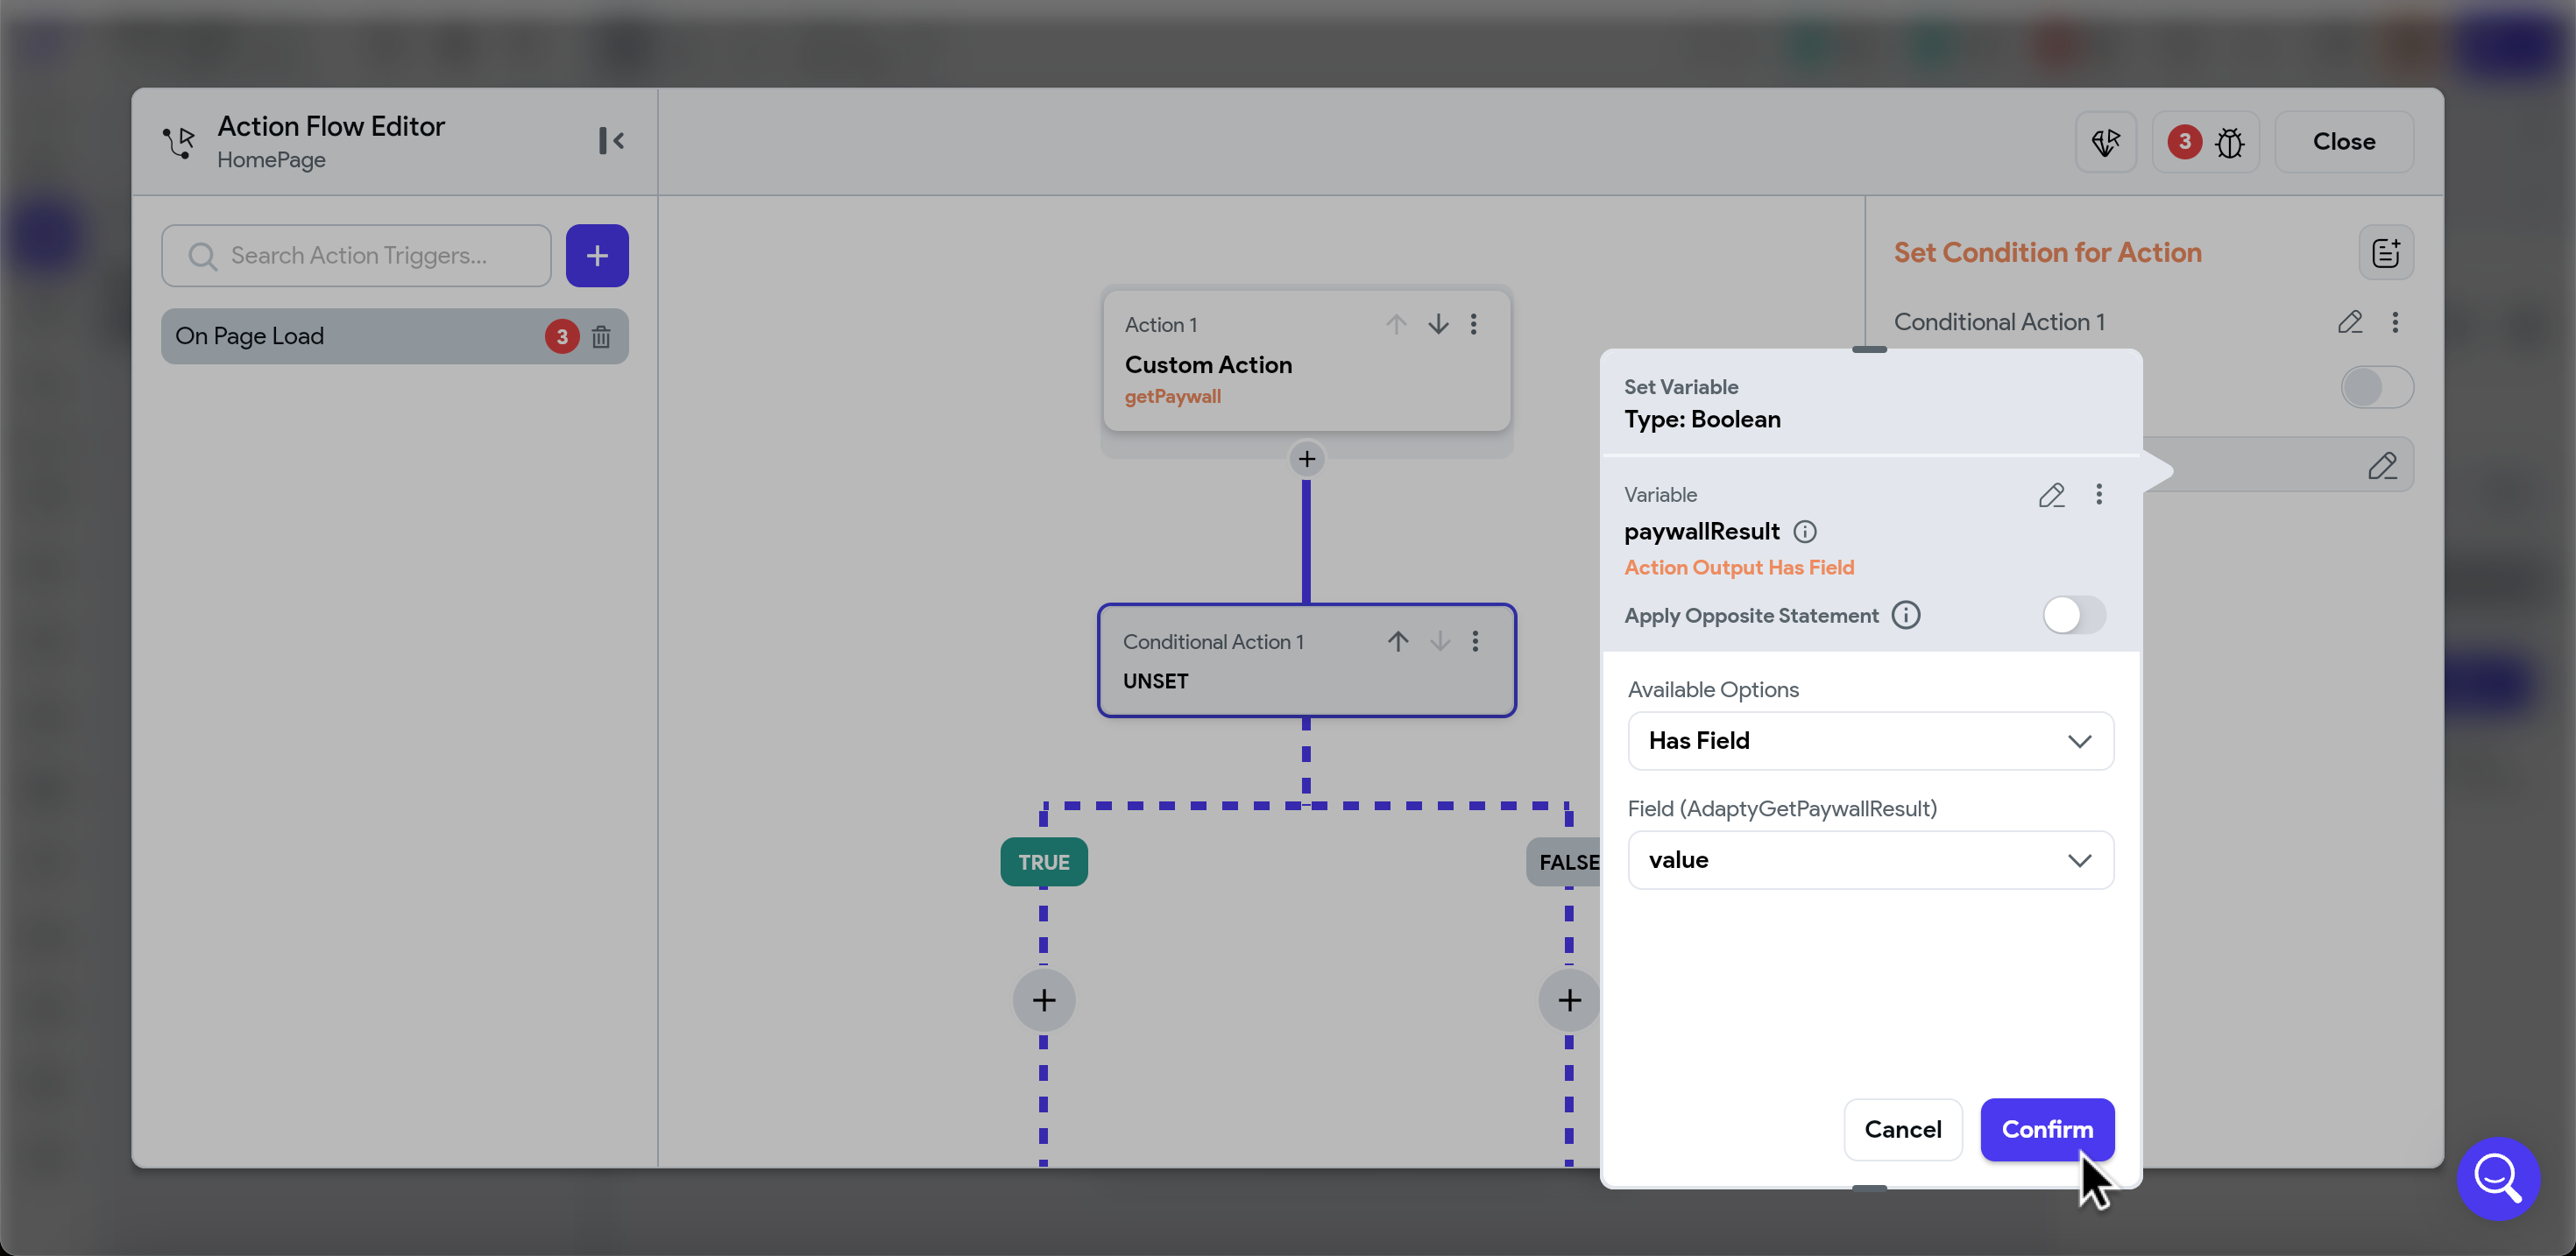 Action Flow Editor
HomePage
3
Close
Search Action Triggers...
On Page Load
3
Action 1
Custom Action
getPaywall
Conditional Action 1
UNSET
TRUE
FALSE
Set Condition for Action
Conditional Action 1
Set Variable
Type: Boolean
Variable
paywallResult
Action Output Has Field
Apply Opposite Statement
Available Options
Has Field
Field (AdaptyGetPaywallResult)
value
Cancel
Confirm